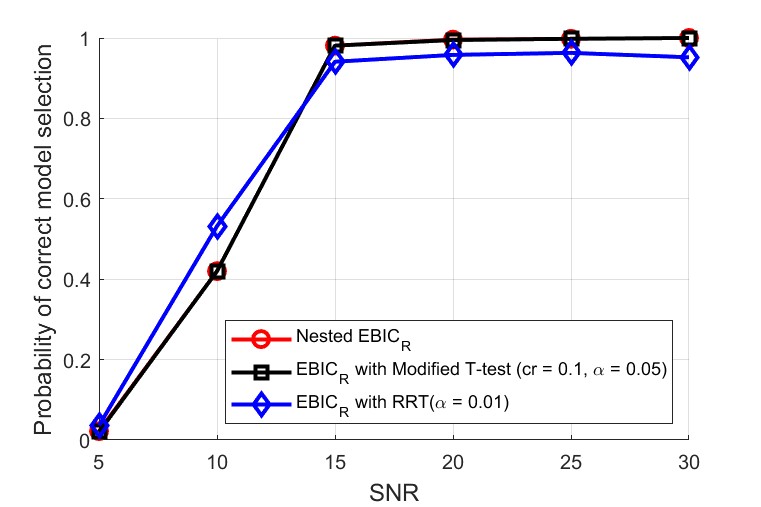 Probability of correct model selection
1
0.8
0.6
0.4
0.2
0
5 10 15 20 25 30
SNR
Nested EBIC_R
EBIC_R with Modified T-test (cr = 0.1, α = 0.05)
EBIC_R with RRT(α = 0.01)